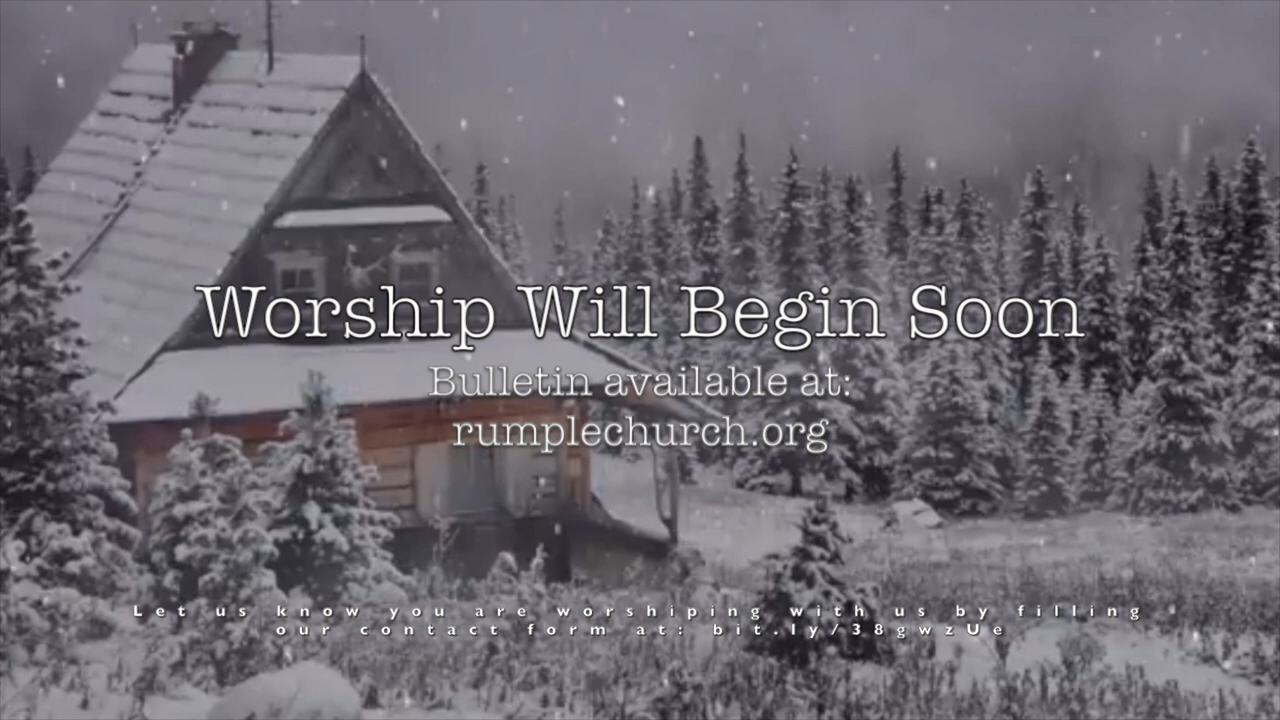 Worship Will Begin Soon
Bulletin available at:
rumplechurch.org
Let us know you are worshiping with us by filling
our contact form at: bit.ly/38gwzUe